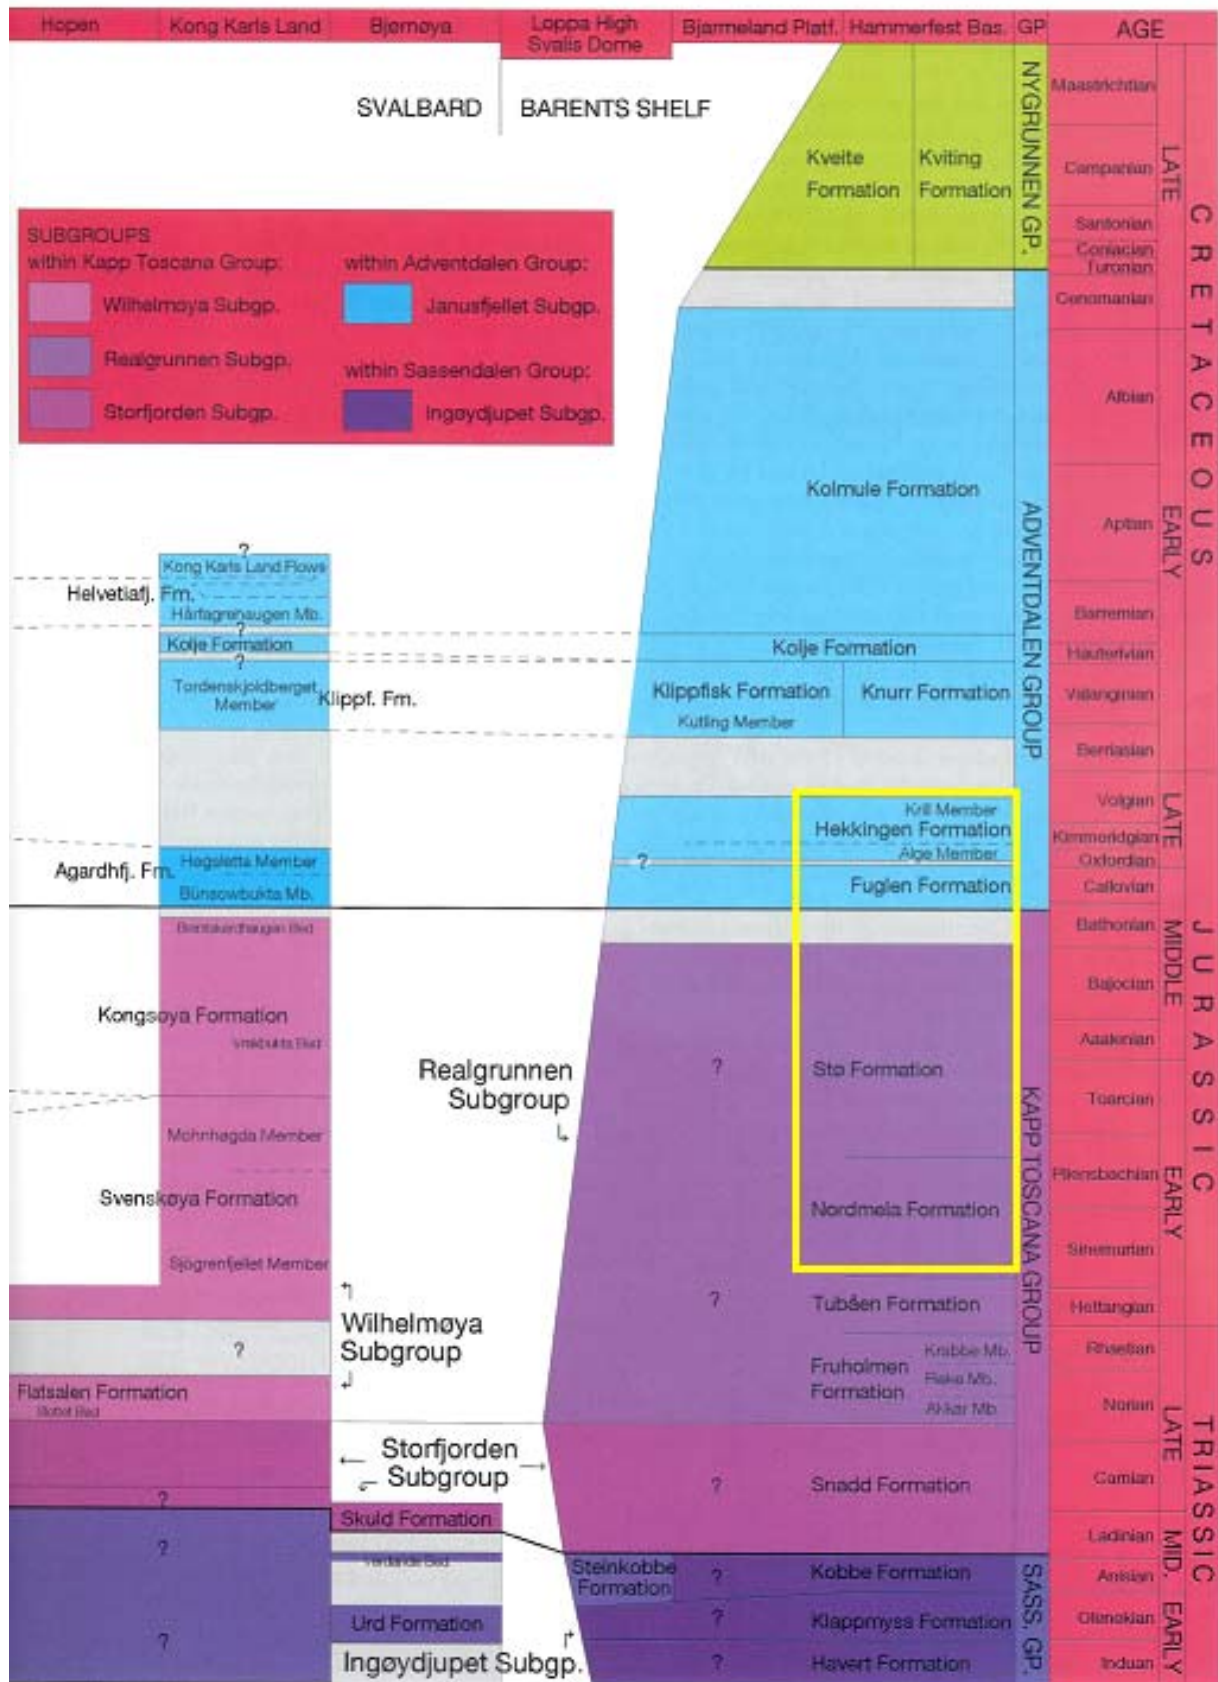 Hopen Kong Karls Land Bjørnøya Loppa High Svalis Dome Bjarmeland Platf. Hammerfest Bas. GP AGE
SVALBARD BARENTS SHELF
SUBGROUPS
within Kapp Toscana Group:
Wilhelmøya Subgp.
Realgrunnen Subgp.
Storfjorden Subgp.
within Adventdalen Group:
Janusfjellet Subgp.
within Sassendalen Group:
Ingøydjupet Subgp.
?
Kong Karls Land Flows
Helvetiafj. Fm.
Hårfagrehaugen Mb.
?
Kolje Formation
?
Tordenskjoldberget
Member
Klippf. Fm.
Agardhfj. Fm.
Høgsletta Member
Bünsowbukta Mb.
Kongsøya Formation
Mohnhøgda Member
Svenskøya Formation
Sjögrenfjellet Member
?
Flatsalen Formation
?
?
?
Wilhelmøya
Subgroup
Storfjorden
Subgroup
Skuld Formation
Verdande Bed
Urd Formation
Ingøydjupet Subgp.
Realgrunnen
Subgroup
Kveite
Formation
Kviting
Formation
Kolmule Formation
Kolje Formation
Klippfisk Formation
Kutling Member
Knurr Formation
Krill Member
Hekkingen Formation
Alge Member
?
Fuglen Formation
?
Stø Formation
Nordmela Formation
?
Tubåen Formation
Fruholmen
Formation
Krabbe Mb.
Reke Mb.
Akkar Mb
?
Snadd Formation
Steinkobbe
Formation
?
Kobbe Formation
?
Klappmyss Formation
?
Havert Formation
NYGRUNNEN GP.
ADVENTDALEN GROUP
KAPP TOSCANA GROUP
SASS. GP.
Maastrichtian
Campanian
Santonian
Coniacian
Turonian
Cenomanian
Albian
Aptian
Barremian
Hauterivian
Valanginian
Berriasian
Volgian
Kimmeridgian
Oxfordian
Callovian
Bathonian
Bajocian
Aaalenian
Toarcian
Pliensbachian
Sinemurian
Hettangian
Rhaetian
Norian
Carnian
Ladinian
Anisian
Olenekian
Induan
LATE
EARLY
LATE
MIDDLE
EARLY
LATE
MID.
EARLY
CRETACEOUS
JURASSIC
TRIASSIC